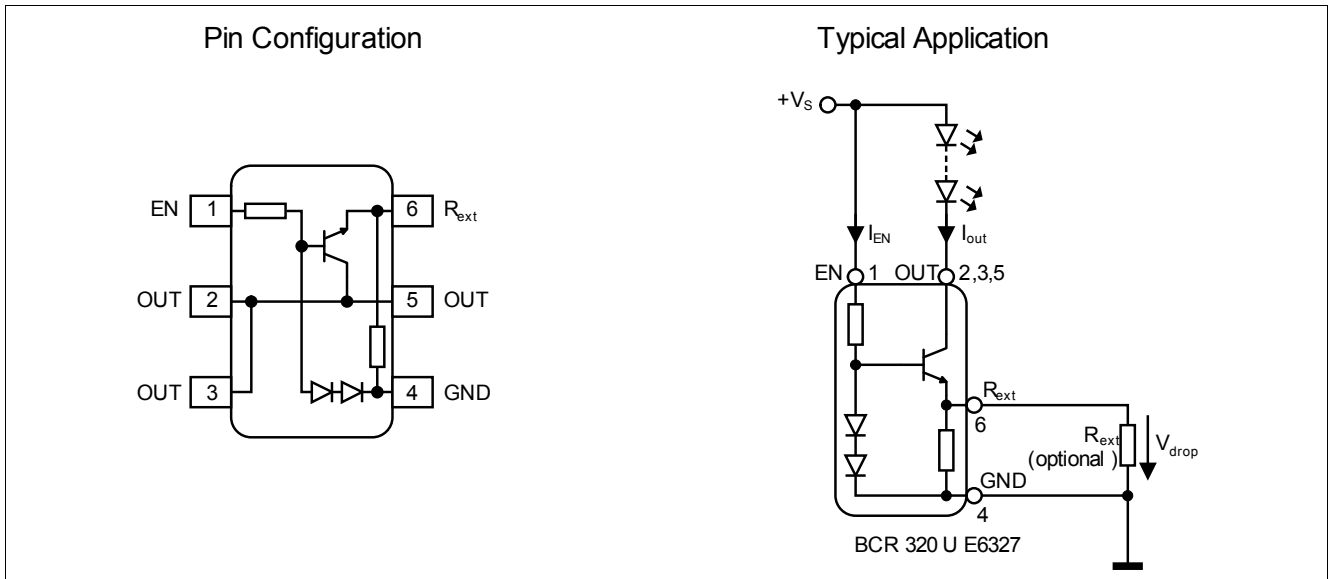 Pin Configuration
EN 1
6 Rext
OUT 2
5 OUT
OUT 3
4 GND
Typical Application
+VS
IEN
Iout
EN 1 OUT 2,3,5
Rext
6
Rext
(optional )
Vdrop
GND
4
BCR 320 U E6327